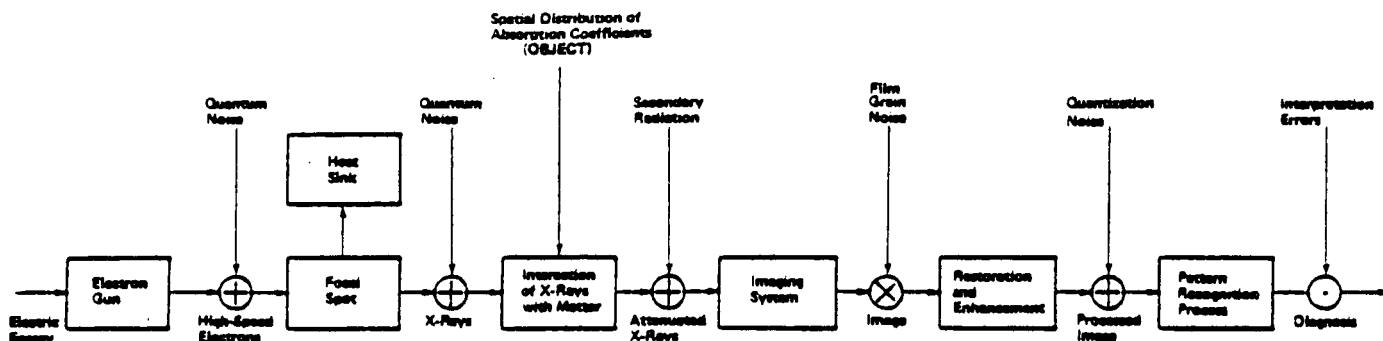 Spatial Distribution of
Absorption Coefficients
(OBJECT)
Quantum
Noise
Quantum
Noise
Secondary
Radiation
Film
Grain
Noise
Quantization
Noise
Interpretation
Errors
Heat
Sink
Electron
Gun
Focal
Spot
Interaction
of X-Rays
with Matter
Imaging
System
Restoration
and
Enhancement
Pattern
Recognition
Process
Electric
Energy
High-Speed
Electrons
X-Rays
Attenuated
X-Rays
Image
Processed
Image
Diagnosis